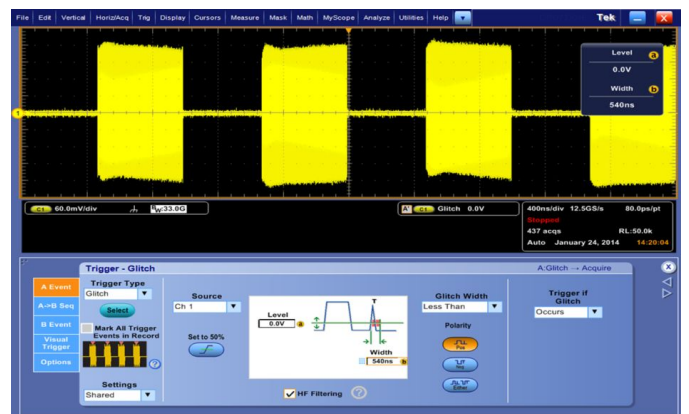 File Edit Vertical Horiz/Acq Trig Display Cursors Measure Mask Math MyScope Analyze Utilities Help Tek X
Level a
0.0V
Width b
540ns
1
C1 60.0mV/div BW:33.0G
A' C1 Glitch 0.0V
400ns/div 12.5GS/s 80.0ps/pt
Stopped
437 acqs RL:50.0k
Auto January 24, 2014 14:20:04
Trigger - Glitch
A:Glitch → Acquire
X
A Event
A->B Seq
B Event
Visual Trigger
Options
Trigger Type
Glitch
Select
Mark All Trigger
Events in Record
?
Settings
Shared
Source
Ch 1
Set to 50%
Level
0.0V a
T
Width
540ns b
HF Filtering ?
Glitch Width
Less Than
Polarity
Pos
Neg
Either
Trigger if
Glitch
Occurs